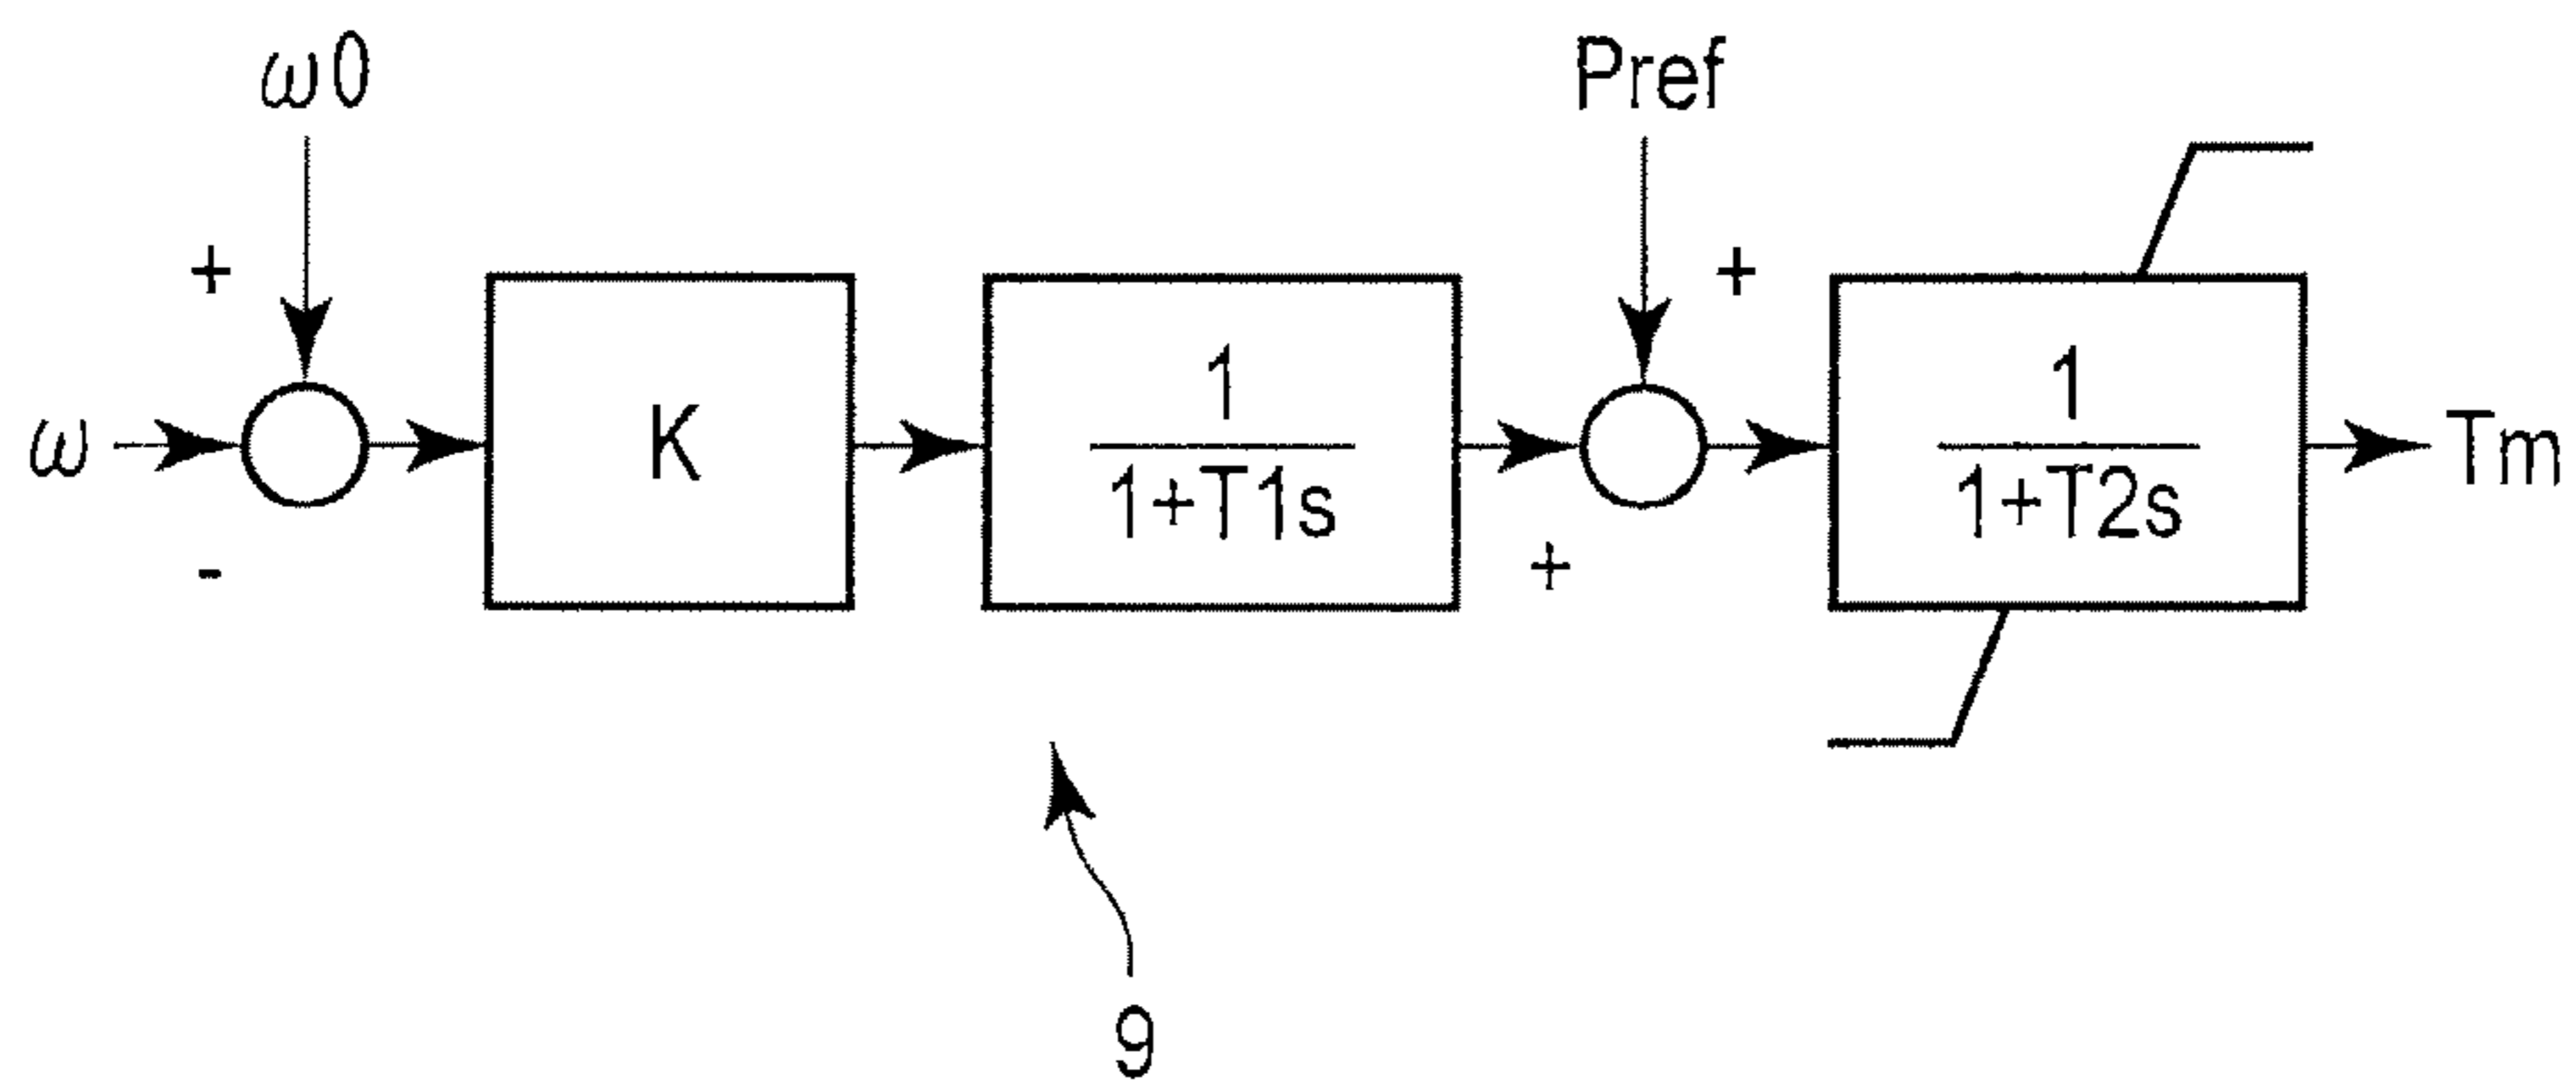 ω0
Pref
+
+
ω
K
1
1+T1s
1
1+T2s
Tm
-
+
9